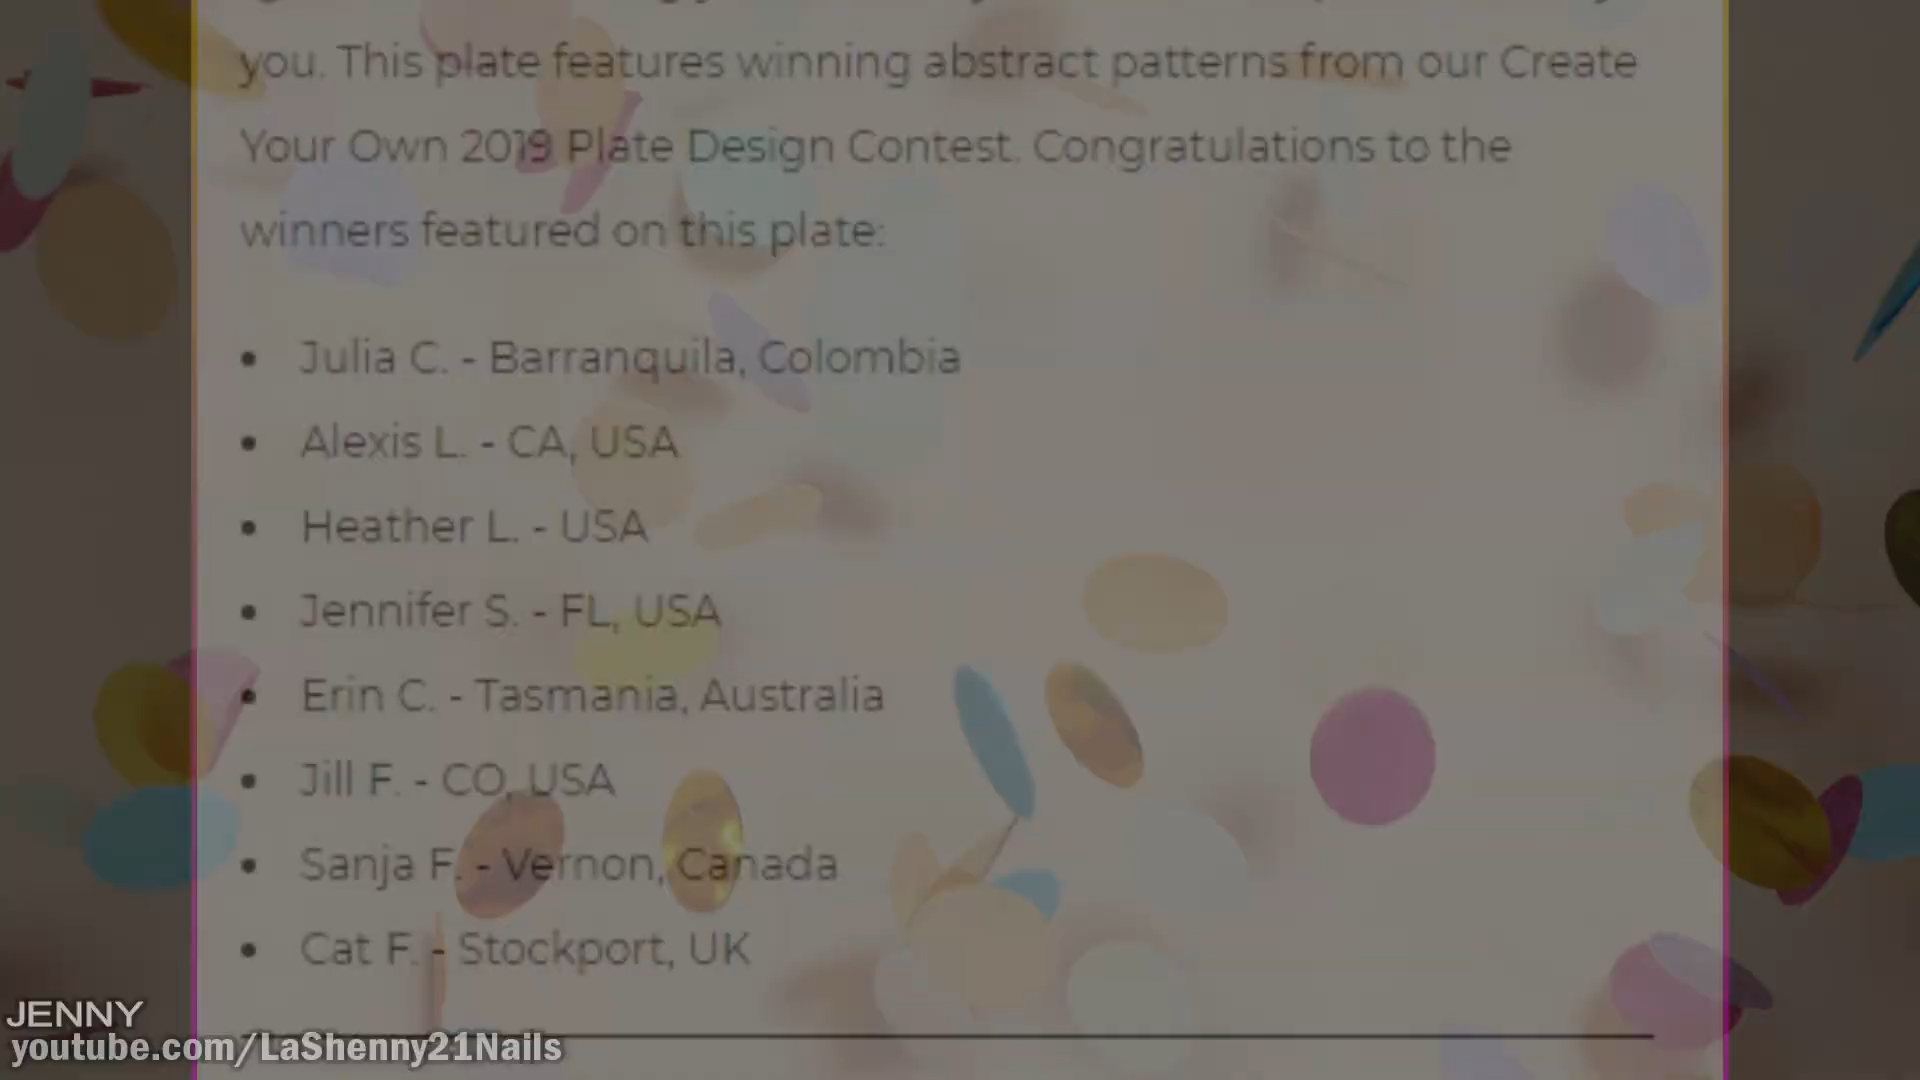 you. This plate features winning abstract patterns from our Create
Your Own 2019 Plate Design Contest. Congratulations to the
winners featured on this plate:
• Julia C. - Barranquila, Colombia
• Alexis L. - CA, USA
• Heather L. - USA
• Jennifer S. - FL, USA
• Erin C. - Tasmania, Australia
• Jill F. - CO, USA
• Sanja F. - Vernon, Canada
• Cat F. - Stockport, UK
JENNY
youtube.com/LaShenny21Nails